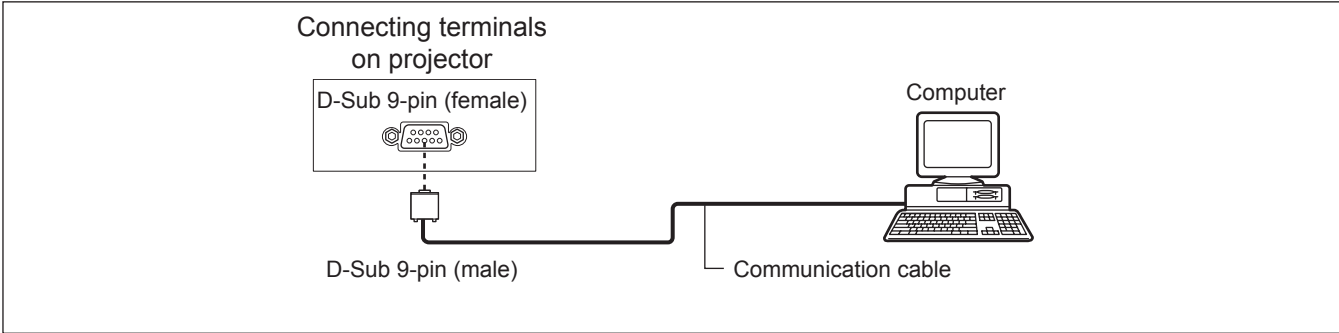 Connecting terminals
on projector
D-Sub 9-pin (female)
Computer
D-Sub 9-pin (male)
Communication cable